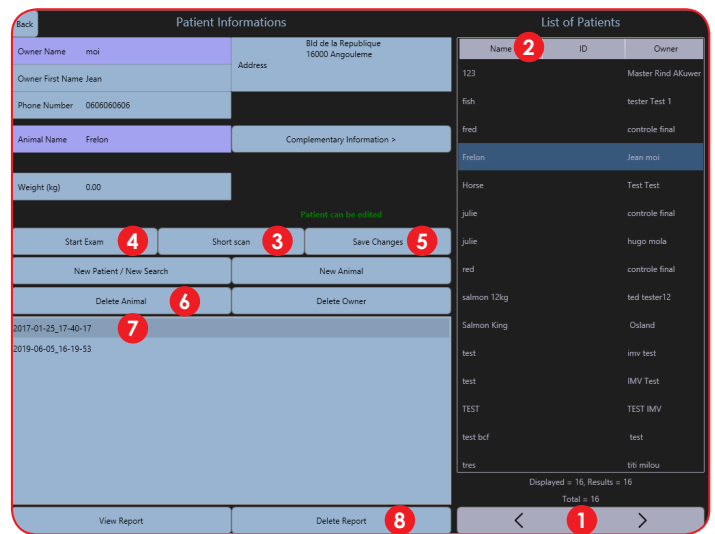 Back
Patient Informations
List of Patients
Owner Name moi
Address
Bld de la Republique
16000 Angouleme
Owner First Name Jean
Phone Number 0606060606
Animal Name Frelon
Complementary Information >
Weight (kg) 0.00
Patient can be edited
Start Exam 4
Short scan 3
Save Changes 5
New Patient / New Search
New Animal
Delete Animal 6
Delete Owner
2017-01-25_17-40-17 7
2019-06-05_16-19-53
View Report
Delete Report 8
Name 2 ID Owner
123 Master Rind AKuwer
fish tester Test 1
fred controle final
Frelon Jean moi
Horse Test Test
julie controle final
julie hugo mola
red controle final
salmon 12kg ted tester12
Salmon King Osland
test imv test
test IMV Test
TEST TEST IMV
test bcf test
tres titi milou
Displayed = 16, Results = 16
Total = 16
< 1 >